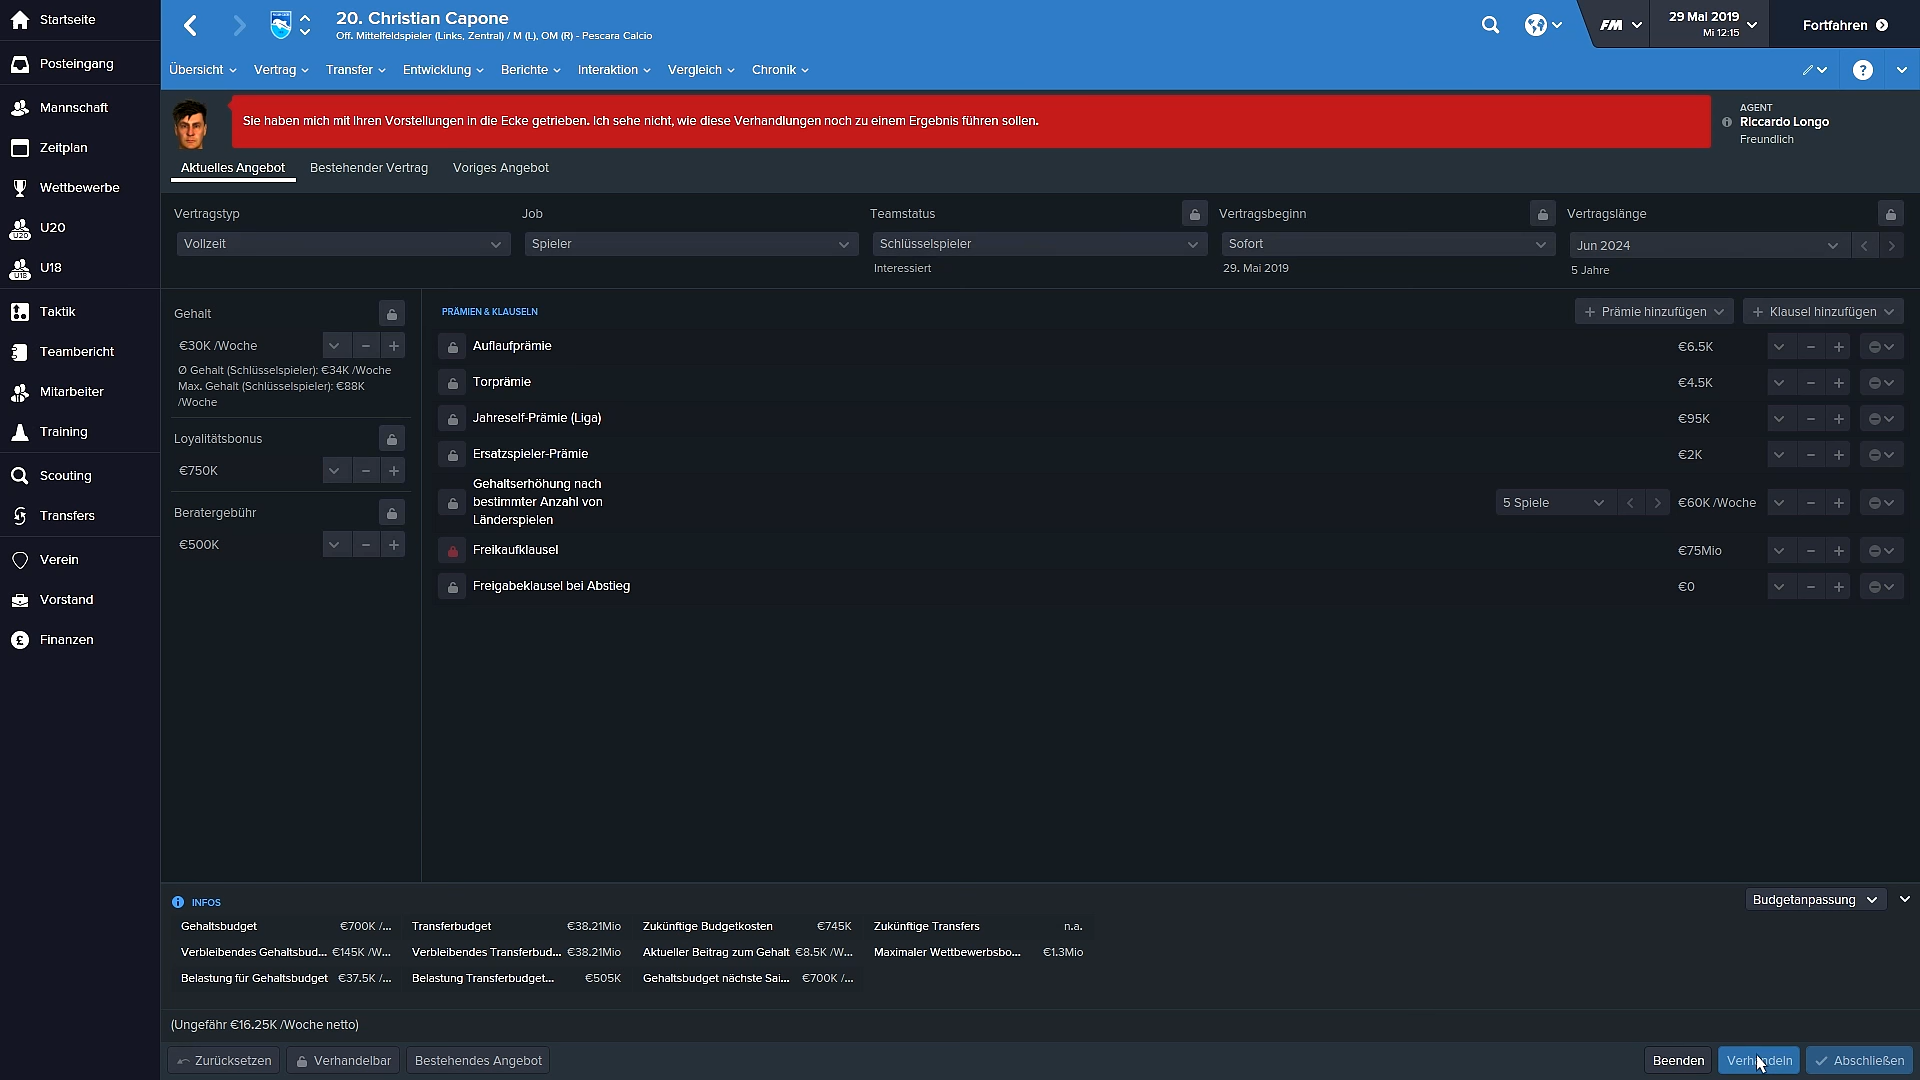 Startseite
Posteingang
Mannschaft
Zeitplan
Wettbewerbe
U20
U18
Taktik
Teambericht
Mitarbeiter
Training
Scouting
Transfers
Verein
Vorstand
Finanzen
20. Christian Capone
Off. Mittelfeldspieler (Links, Zentral) / M (L), OM (R) - Pescara Calcio
FM
29 Mai 2019
Mi 12:15
Fortfahren
Übersicht Vertrag Transfer Entwicklung Berichte Interaktion Vergleich Chronik
Sie haben mich mit Ihren Vorstellungen in die Ecke getrieben. Ich sehe nicht, wie diese Verhandlungen noch zu einem Ergebnis führen sollen.
AGENT
Riccardo Longo
Freundlich
Aktuelles Angebot Bestehender Vertrag Voriges Angebot
Vertragstyp
Vollzeit
Job
Spieler
Teamstatus
Schlüsselspieler
Interessiert
Vertragsbeginn
Sofort
29. Mai 2019
Vertragslänge
Jun 2024
5 Jahre
Gehalt
€30K /Woche
Ø Gehalt (Schlüsselspieler): €34K /Woche
Max. Gehalt (Schlüsselspieler): €88K
/Woche
Loyalitätsbonus
€750K
Beratergebühr
€500K
PRÄMIEN & KLAUSELN
+ Prämie hinzufügen
+ Klausel hinzufügen
Auflaufprämie €6.5K
Torprämie €4.5K
Jahreself-Prämie (Liga) €95K
Ersatzspieler-Prämie €2K
Gehaltserhöhung nach
bestimmter Anzahl von
Länderspielen
5 Spiele €60K /Woche
Freikaufklausel €75Mio
Freigabeklausel bei Abstieg €0
INFOS
Budgetanpassung
Gehaltsbudget €700K /... Transferbudget €38.21Mio Zukünftige Budgetkosten €745K Zukünftige Transfers n.a.
Verbleibendes Gehaltsbud... €145K /W... Verbleibendes Transferbud... €38.21Mio Aktueller Beitrag zum Gehalt €8.5K /W... Maximaler Wettbewerbsbo... €1.3Mio
Belastung für Gehaltsbudget €37.5K /... Belastung Transferbudget... €505K Gehaltsbudget nächste Sai... €700K /...
(Ungefähr €16.25K /Woche netto)
Zurücksetzen Verhandelbar Bestehendes Angebot Beenden Verhandeln Abschließen